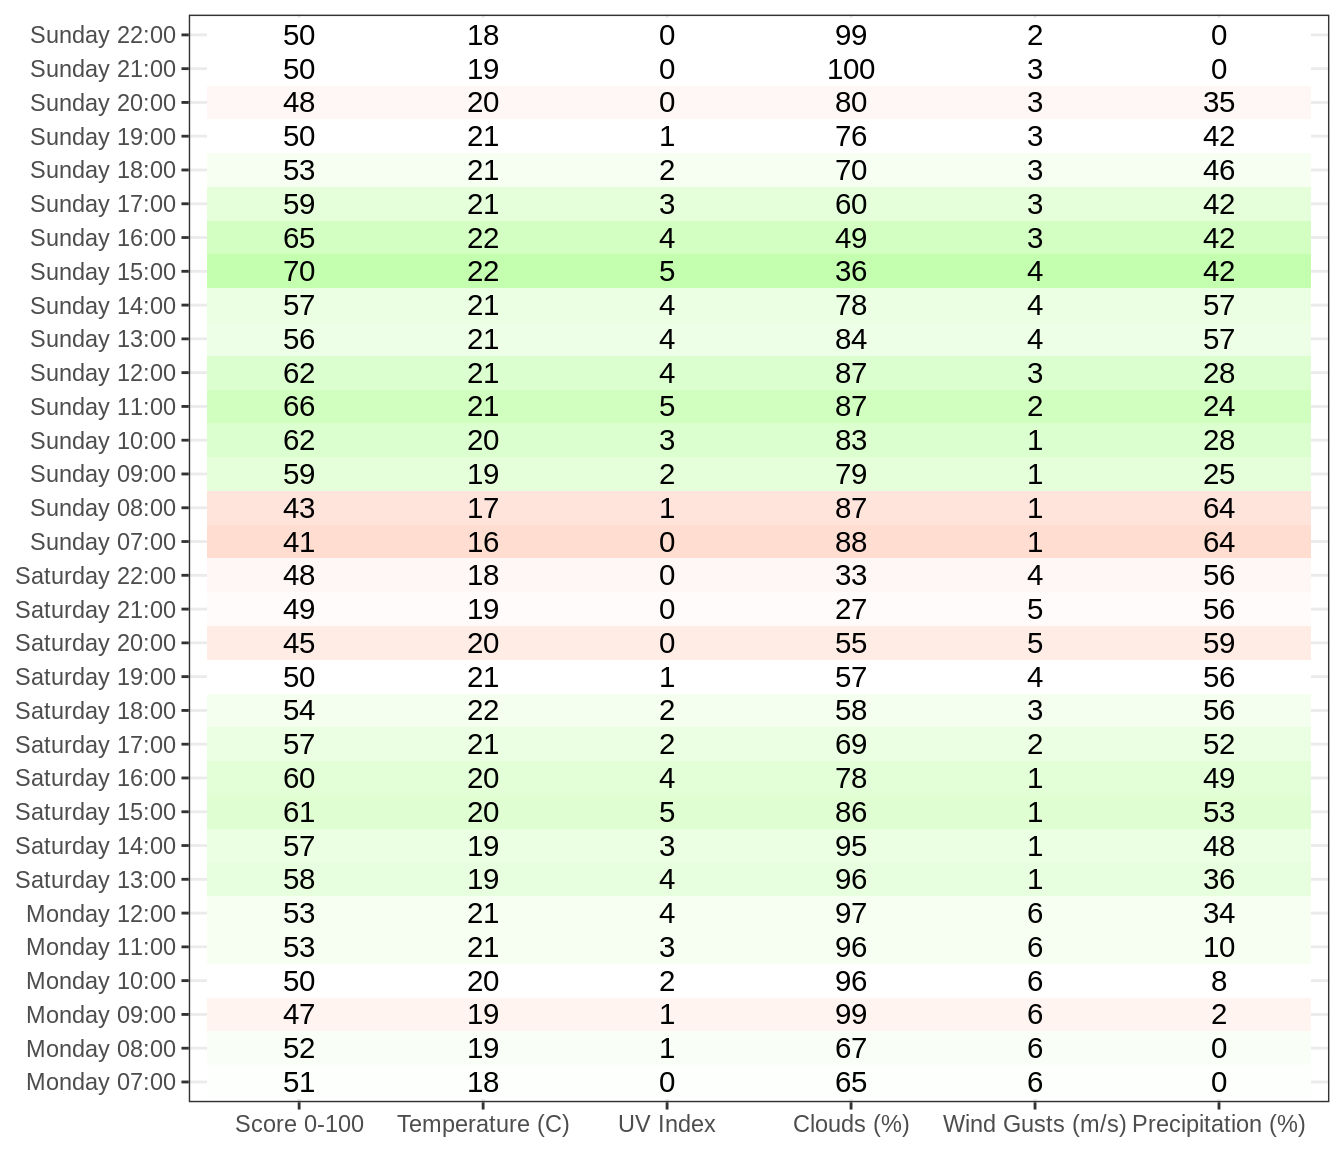 Sunday 22:00 50 18 0 99 2 0
Sunday 21:00 50 19 0 100 3 0
Sunday 20:00 48 20 0 80 3 35
Sunday 19:00 50 21 1 76 3 42
Sunday 18:00 53 21 2 70 3 46
Sunday 17:00 59 21 3 60 3 42
Sunday 16:00 65 22 4 49 3 42
Sunday 15:00 70 22 5 36 4 42
Sunday 14:00 57 21 4 78 4 57
Sunday 13:00 56 21 4 84 4 57
Sunday 12:00 62 21 4 87 3 28
Sunday 11:00 66 21 5 87 2 24
Sunday 10:00 62 20 3 83 1 28
Sunday 09:00 59 19 2 79 1 25
Sunday 08:00 43 17 1 87 1 64
Sunday 07:00 41 16 0 88 1 64
Saturday 22:00 48 18 0 33 4 56
Saturday 21:00 49 19 0 27 5 56
Saturday 20:00 45 20 0 55 5 59
Saturday 19:00 50 21 1 57 4 56
Saturday 18:00 54 22 2 58 3 56
Saturday 17:00 57 21 2 69 2 52
Saturday 16:00 60 20 4 78 1 49
Saturday 15:00 61 20 5 86 1 53
Saturday 14:00 57 19 3 95 1 48
Saturday 13:00 58 19 4 96 1 36
Monday 12:00 53 21 4 97 6 34
Monday 11:00 53 21 3 96 6 10
Monday 10:00 50 20 2 96 6 8
Monday 09:00 47 19 1 99 6 2
Monday 08:00 52 19 1 67 6 0
Monday 07:00 51 18 0 65 6 0
Score 0-100 Temperature (C) UV Index Clouds (%) Wind Gusts (m/s) Precipitation (%)